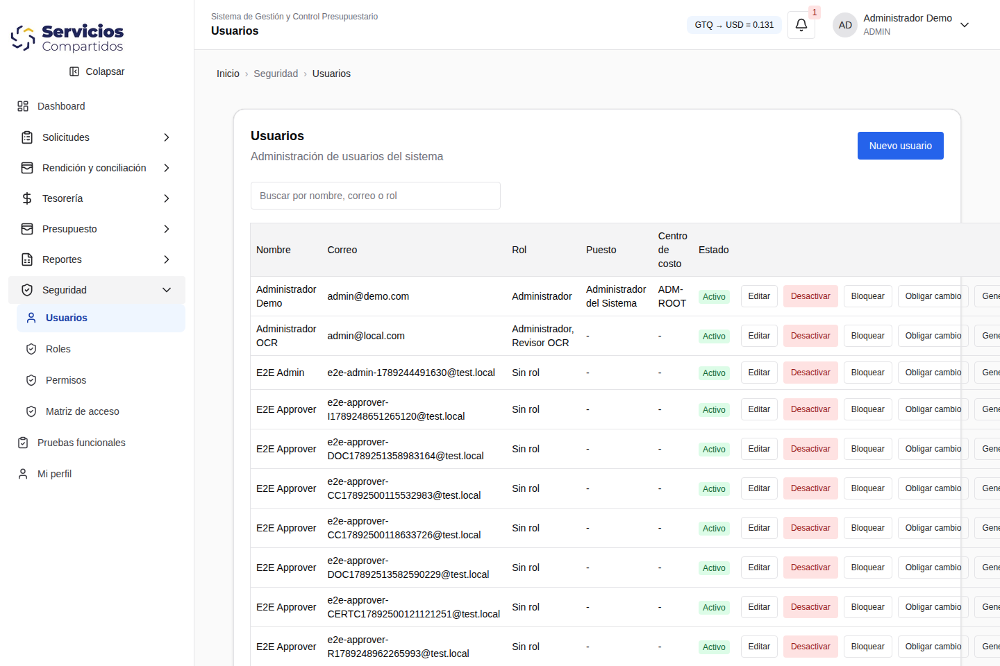 Servicios
Compartidos
Colapsar
Dashboard
Solicitudes
Rendición y conciliación
Tesorería
Presupuesto
Reportes
Seguridad
Usuarios
Roles
Permisos
Matriz de acceso
Pruebas funcionales
Mi perfil
Sistema de Gestión y Control Presupuestario
Usuarios
GTQ → USD = 0.131
1
AD
Administrador Demo
ADMIN
Inicio › Seguridad › Usuarios
Usuarios
Administración de usuarios del sistema
Nuevo usuario
Buscar por nombre, correo o rol
Nombre Correo Rol Puesto Centro de costo Estado
Administrador Demo admin@demo.com Administrador Administrador del Sistema ADM-ROOT Activo Editar Desactivar Bloquear Obligar cambio Gene
Administrador OCR admin@local.com Administrador, Revisor OCR - - Activo Editar Desactivar Bloquear Obligar cambio Gene
E2E Admin e2e-admin-1789244491630@test.local Sin rol - - Activo Editar Desactivar Bloquear Obligar cambio Gene
E2E Approver e2e-approver-I1789248651265120@test.local Sin rol - - Activo Editar Desactivar Bloquear Obligar cambio Gene
E2E Approver e2e-approver-DOC1789251358983164@test.local Sin rol - - Activo Editar Desactivar Bloquear Obligar cambio Gene
E2E Approver e2e-approver-CC17892500115532983@test.local Sin rol - - Activo Editar Desactivar Bloquear Obligar cambio Gene
E2E Approver e2e-approver-CC17892500118633726@test.local Sin rol - - Activo Editar Desactivar Bloquear Obligar cambio Gene
E2E Approver e2e-approver-DOC17892513582590229@test.local Sin rol - - Activo Editar Desactivar Bloquear Obligar cambio Gene
E2E Approver e2e-approver-CERTC17892500121121251@test.local Sin rol - - Activo Editar Desactivar Bloquear Obligar cambio Gene
E2E Approver e2e-approver-R1789248962265993@test.local Sin rol - - Activo Editar Desactivar Bloquear Obligar cambio Gene